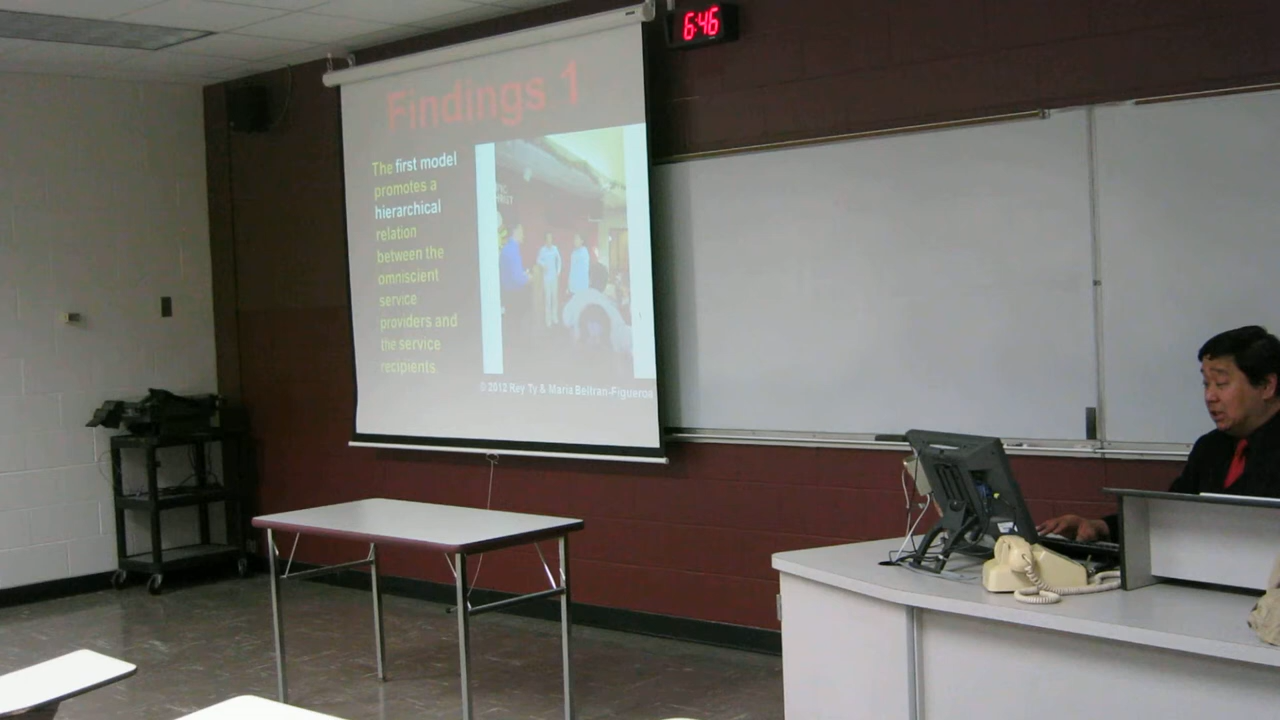 6:46
Findings 1
The first model
promotes a
hierarchical
relation
between the
omniscient
service
providers and
the service
recipients
© 2012 Rey Ty & Maria Beltran-Figueroa